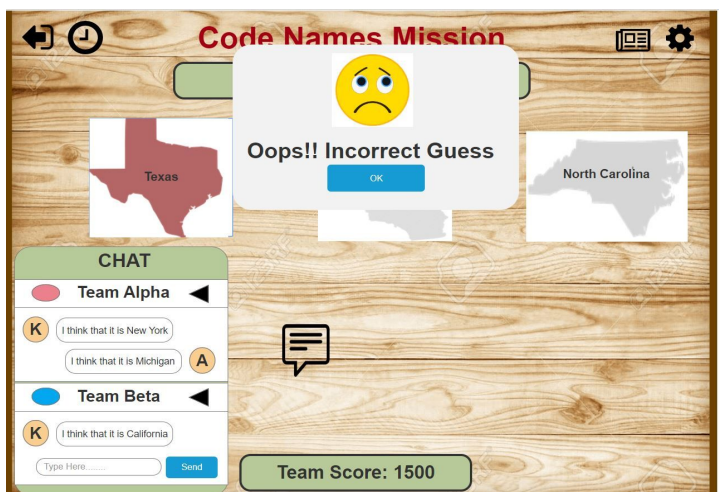 Code Names Mission
Oops!! Incorrect Guess
OK
Texas
North Carolina
CHAT
Team Alpha
K
I think that it is New York
I think that it is Michigan
A
Team Beta
K
I think that it is California
Type Here........
Send
Team Score: 1500
123RF